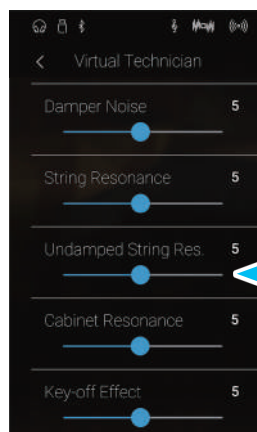 Virtual Technician
Damper Noise 5
String Resonance 5
Undamped String Res. 5
Cabinet Resonance 5
Key-off Effect 5